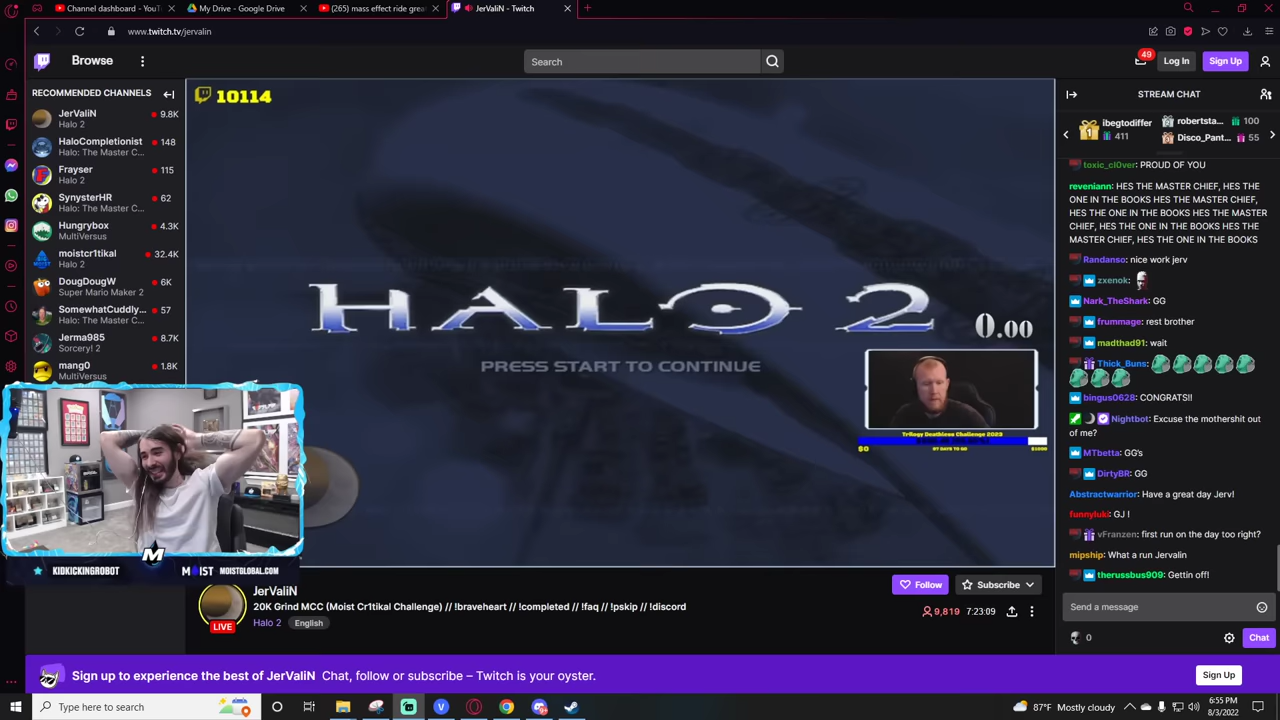 Channel dashboard - YouTu
My Drive - Google Drive
(265) mass effect ride great
JerValiN - Twitch
www.twitch.tv/jervalin
Browse
Search
49
Log In
Sign Up
RECOMMENDED CHANNELS
JerValiN
9.8K
Halo 2
HaloCompletionist
148
Halo: The Master C...
Frayser
115
Halo 2
SynysterHR
62
Halo: The Master C...
Hungrybox
4.3K
MultiVersus
moistcr1tikal
32.4K
Halo 2
DougDougW
6K
Super Mario Maker 2
SomewhatCuddly...
57
Halo: The Master C...
Jerma985
8.7K
Sorcery! 2
mang0
1.8K
MultiVersus
10114
HALO 2
0.00
PRESS START TO CONTINUE
Trilogy Deathless Challenge 2023
$0
$1000
KIDKICKINGROBOT
M
MOIST
MOISTGLOBAL.COM
JerValiN
20K Grind MCC (Moist Cr1tikal Challenge) // !braveheart // !completed // !faq // !pskip // !discord
Halo 2
English
LIVE
Follow
Subscribe
9,819
7:23:09
STREAM CHAT
1
ibegtodiffer
411
robertsta...
100
Disco_Pant...
55
toxic_cl0ver: PROUD OF YOU
reveniann: HES THE MASTER CHIEF, HES THE
ONE IN THE BOOKS HES THE MASTER CHIEF,
HES THE ONE IN THE BOOKS HES THE MASTER
CHIEF, HES THE ONE IN THE BOOKS HES THE
MASTER CHIEF, HES THE ONE IN THE BOOKS
Randanso: nice work jerv
zxenok:
Nark_TheShark: GG
frummage: rest brother
madthad91: wait
Thick_Buns:
bingus0628: CONGRATS!!
Nightbot: Excuse the mothershit out
of me?
MTbetta: GG's
DirtyBR: GG
Abstractwarrior: Have a great day Jerv!
funnyluki: GJ !
vFranzen: first run on the day too right?
mipship: What a run Jervalin
therussbus909: Gettin off!
Send a message
0
Chat
Sign up to experience the best of JerValiN
Chat, follow or subscribe – Twitch is your oyster.
Sign Up
Type here to search
87°F Mostly cloudy
6:55 PM
8/3/2022